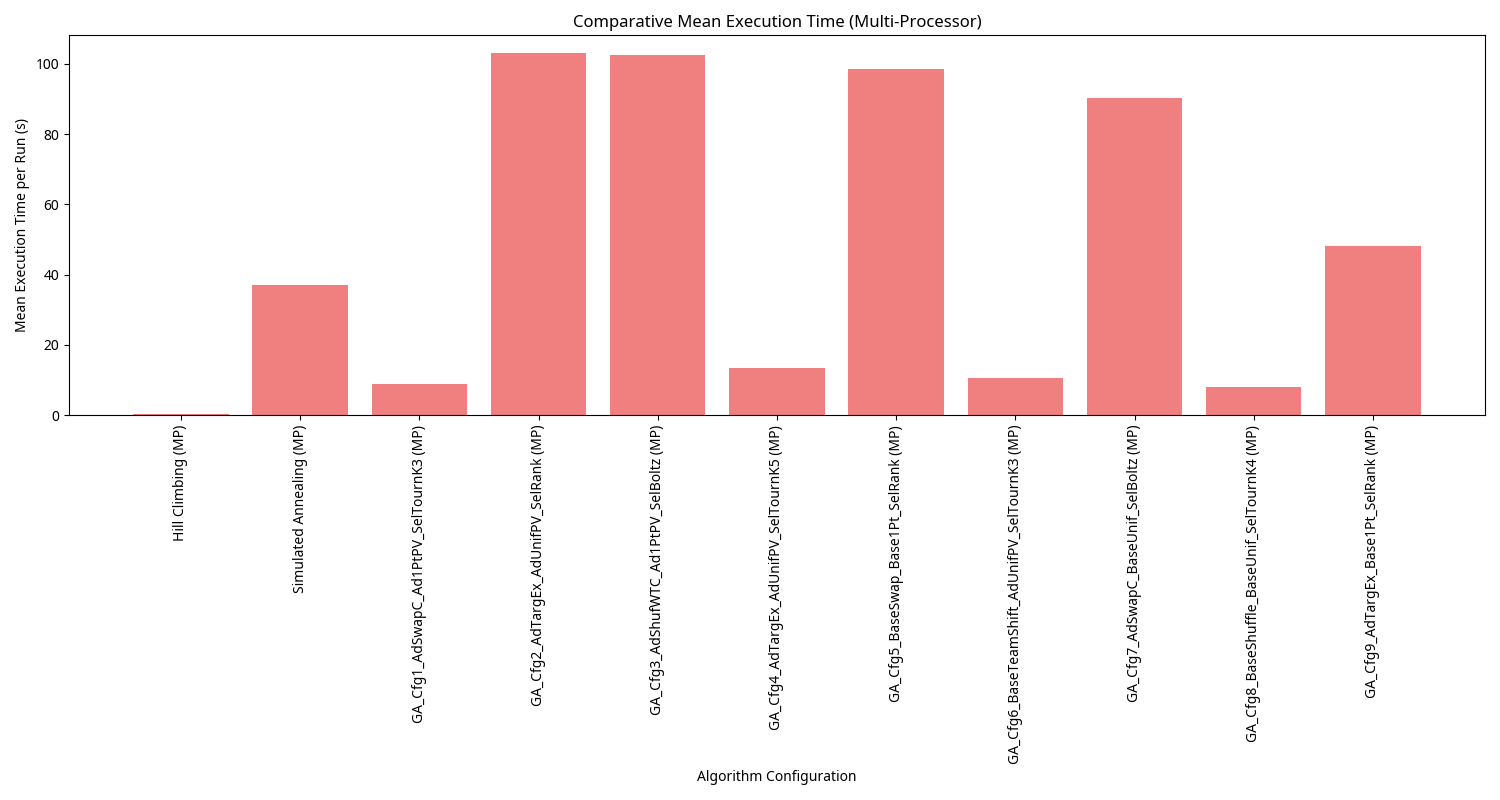 Comparative Mean Execution Time (Multi-Processor)
Mean Execution Time per Run (s)
100
80
60
40
20
0
Hill Climbing (MP)
Simulated Annealing (MP)
GA_Cfg1_AdSwapC_Ad1PtPV_SelTournK3 (MP)
GA_Cfg2_AdTargEx_AdUnifPV_SelRank (MP)
GA_Cfg3_AdShufWTC_Ad1PtPV_SelBoltz (MP)
GA_Cfg4_AdTargEx_AdUnifPV_SelTournK5 (MP)
GA_Cfg5_BaseSwap_Base1Pt_SelRank (MP)
GA_Cfg6_BaseTeamShift_AdUnifPV_SelTournK3 (MP)
GA_Cfg7_AdSwapC_BaseUnif_SelBoltz (MP)
GA_Cfg8_BaseShuffle_BaseUnif_SelTournK4 (MP)
GA_Cfg9_AdTargEx_Base1Pt_SelRank (MP)
Algorithm Configuration